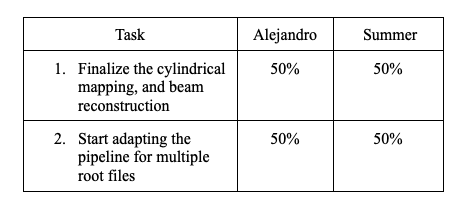 Task Alejandro Summer
1. Finalize the cylindrical 50% 50%
mapping, and beam
reconstruction
2. Start adapting the 50% 50%
pipeline for multiple
root files